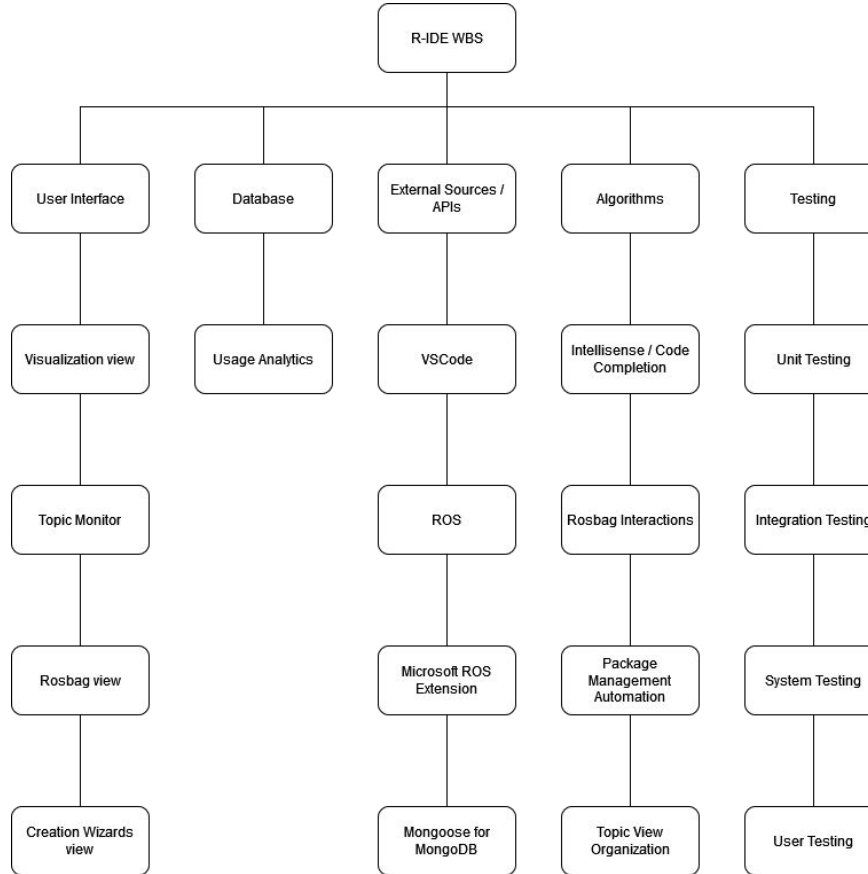 R-IDE WBS
User Interface
Database
External Sources /
APIs
Algorithms
Testing
Visualization view
Usage Analytics
VSCode
Intellisense / Code
Completion
Unit Testing
Topic Monitor
ROS
Rosbag Interactions
Integration Testing
Rosbag view
Microsoft ROS
Extension
Package
Management
Automation
System Testing
Creation Wizards
view
Mongoose for
MongoDB
Topic View
Organization
User Testing